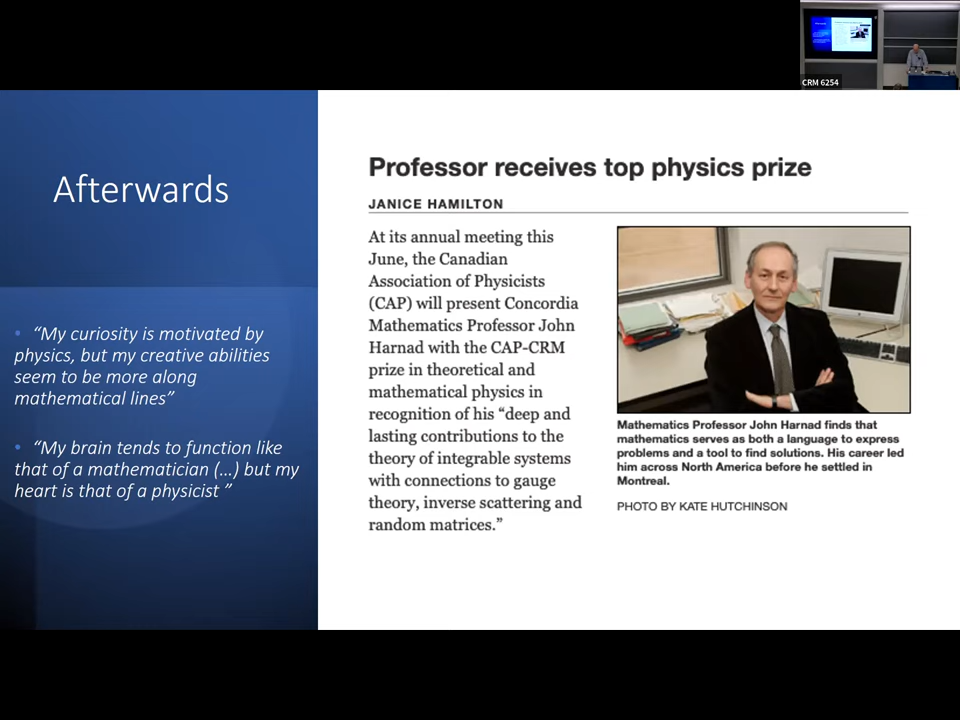 CRM 6254
Afterwards
• “My curiosity is motivated by
physics, but my creative abilities
seem to be more along
mathematical lines”
• “My brain tends to function like
that of a mathematician (…) but my
heart is that of a physicist ”
Professor receives top physics prize
JANICE HAMILTON
At its annual meeting this
June, the Canadian
Association of Physicists
(CAP) will present Concordia
Mathematics Professor John
Harnad with the CAP-CRM
prize in theoretical and
mathematical physics in
recognition of his “deep and
lasting contributions to the
theory of integrable systems
with connections to gauge
theory, inverse scattering and
random matrices.”
Mathematics Professor John Harnad finds that
mathematics serves as both a language to express
problems and a tool to find solutions. His career led
him across North America before he settled in
Montreal.
PHOTO BY KATE HUTCHINSON